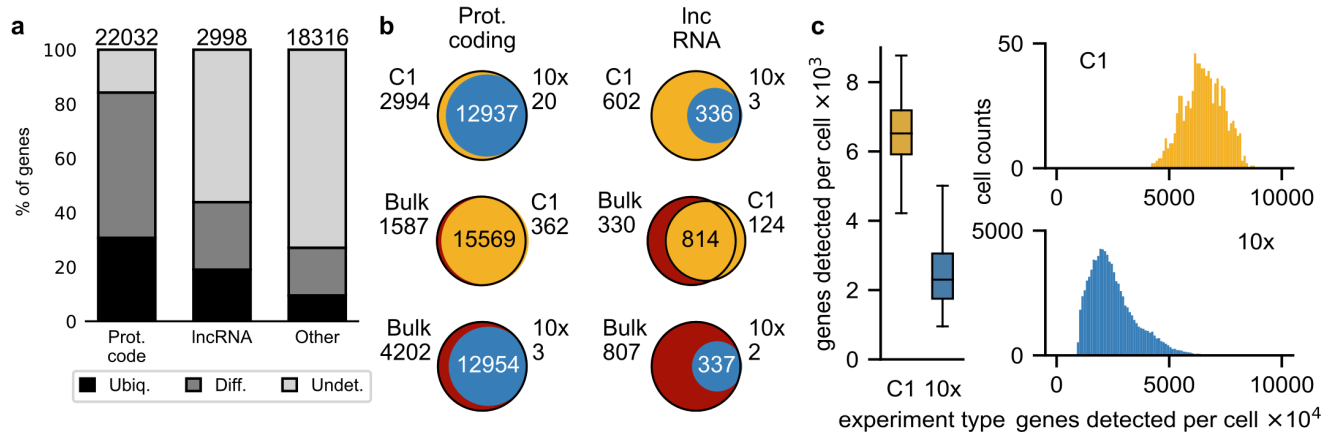 a
22032 2998 18316
100
80
60
40
20
0
% of genes
Prot.
code
lncRNA
Other
Ubiq. Diff. Undet.
b
Prot.
coding
lnc
RNA
C1
2994
12937
10x
20
C1
602
336
10x
3
Bulk
1587
15569
C1
362
Bulk
330
814
C1
124
Bulk
4202
12954
10x
3
Bulk
807
337
10x
2
c
genes detected per cell ×10³
8
6
4
2
0
C1 10x
experiment type
cell counts
50
0
C1
0 5000 10000
5000
0
10x
0 5000 10000
genes detected per cell ×10⁴